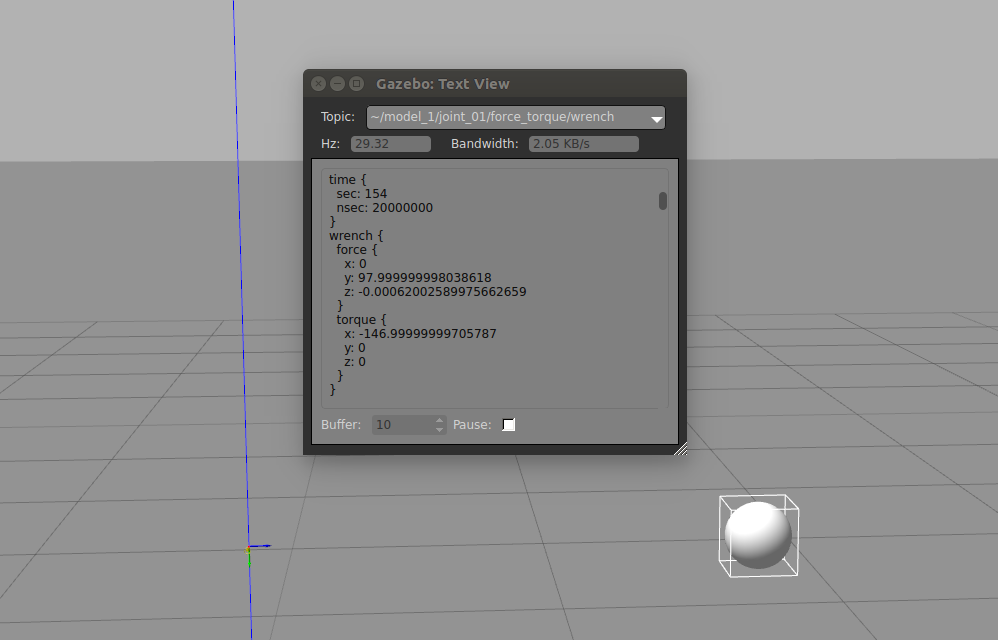 Gazebo: Text View
Topic: ~/model_1/joint_01/force_torque/wrench
Hz: 29.32 Bandwidth: 2.05 KB/s
time {
sec: 154
nsec: 20000000
}
wrench {
force {
x: 0
y: 97.999999998038618
z: -0.00062002589975662659
}
torque {
x: -146.99999999705787
y: 0
z: 0
}
}
Buffer: 10 Pause: